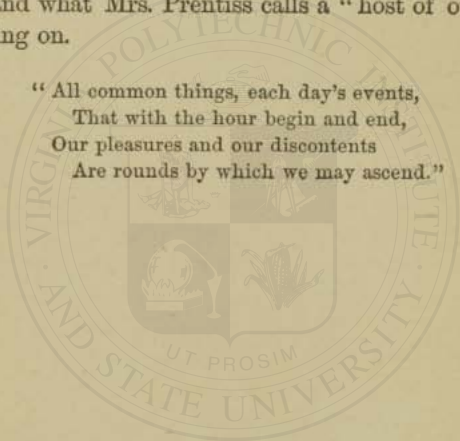 and what Mrs. Prentiss calls a "host of o
ng on.
"All common things, each day's events,
That with the hour begin and end,
Our pleasures and our discontents
Are rounds by which we may ascend."
VIRGINIA POLYTECHNIC INSTITUTE
AND STATE UNIVERSITY
UT PROSIM